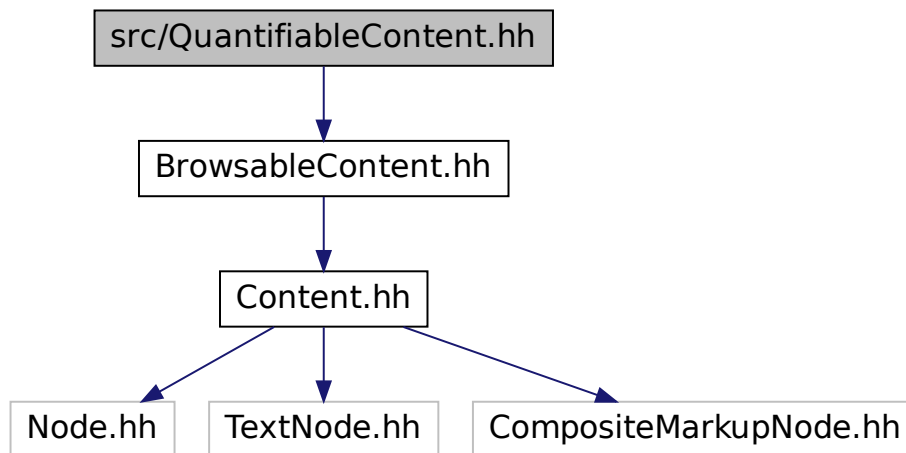 src/QuantifiableContent.hh
BrowsableContent.hh
Content.hh
Node.hh
TextNode.hh
CompositeMarkupNode.hh